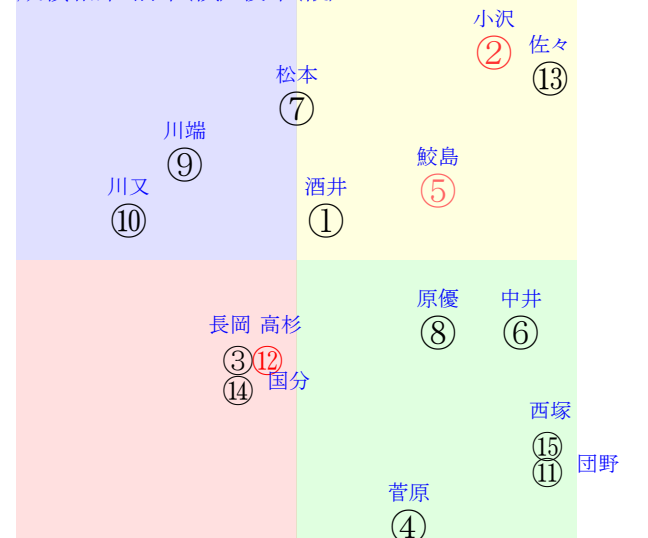 小沢
②
佐々
⑬
松本
⑦
川端
⑨
鮫島
⑤
川又
⑩
酒井
①
原優
⑧
中井
⑥
長岡 高杉
③⑫
国分
⑭
西塚
⑮
団野
⑪
菅原
④